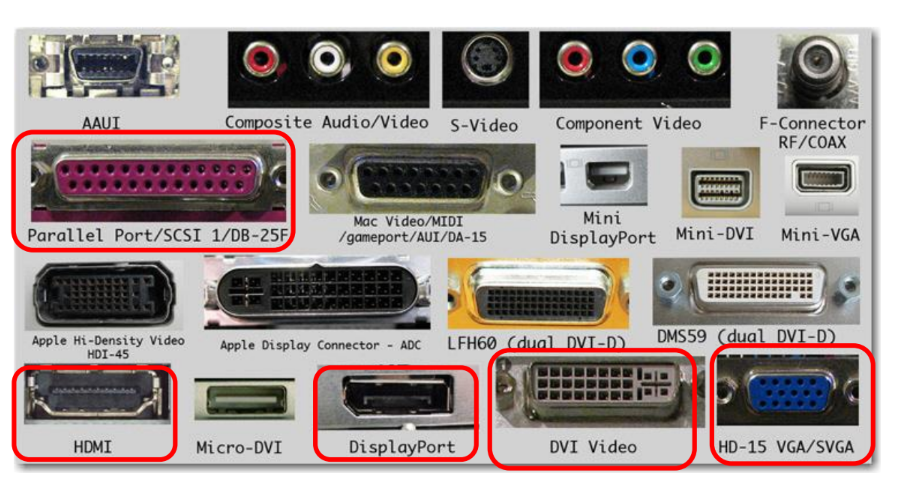 AAUI
Composite Audio/Video
S-Video
Component Video
F-Connector
RF/COAX
Parallel Port/SCSI 1/DB-25F
Mac Video/MIDI
/gameport/AUI/DA-15
Mini
DisplayPort
Mini-DVI
Mini-VGA
Apple Hi-Density Video
HDI-45
Apple Display Connector - ADC
LFH60 (dual DVI-D)
DMS59 (dual DVI-D)
HDMI
Micro-DVI
DisplayPort
DVI Video
HD-15 VGA/SVGA